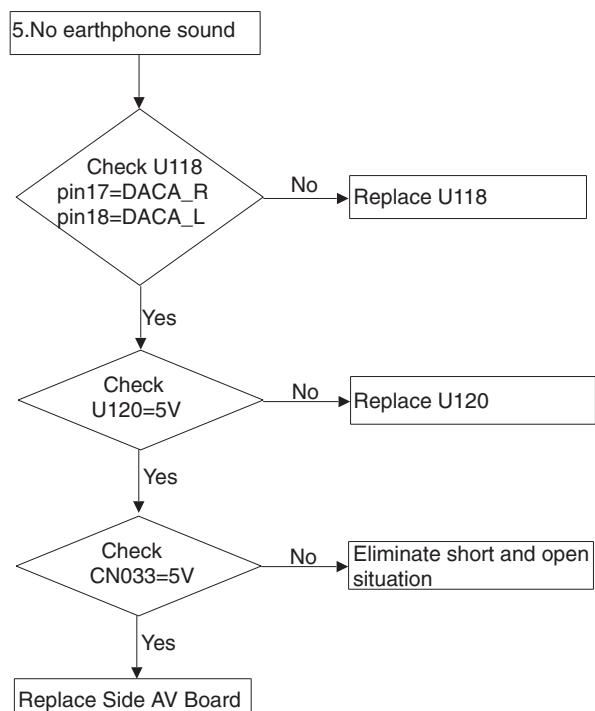 5.No earthphone sound
Check U118
pin17=DACA_R
pin18=DACA_L
No
Replace U118
Yes
Check
U120=5V
No
Replace U120
Yes
Check
CN033=5V
No
Eliminate short and open
situation
Yes
Replace Side AV Board